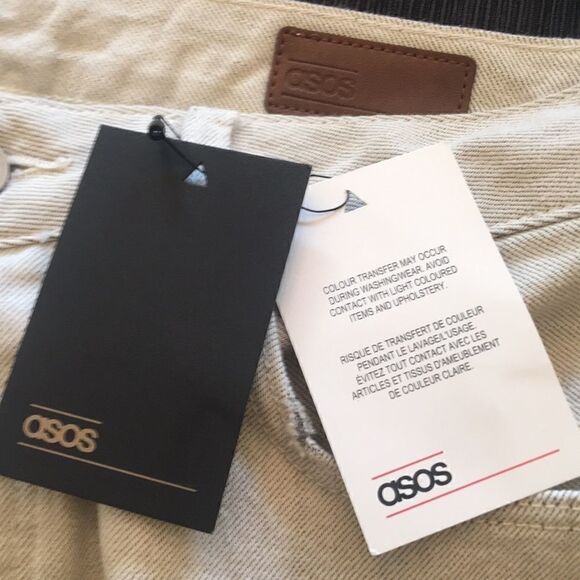 asos
COLOUR TRANSFER MAY OCCUR
DURING WASHING/WEAR. AVOID
CONTACT WITH LIGHT COLOURED
ITEMS AND UPHOLSTERY.
RISQUE DE TRANSFERT DE COULEUR
PENDANT LE LAVAGE/L'USAGE.
ÉVITEZ TOUT CONTACT AVEC LES
ARTICLES ET TISSUS D'AMEUBLEMENT
DE COULEUR CLAIRE.
asos
asos